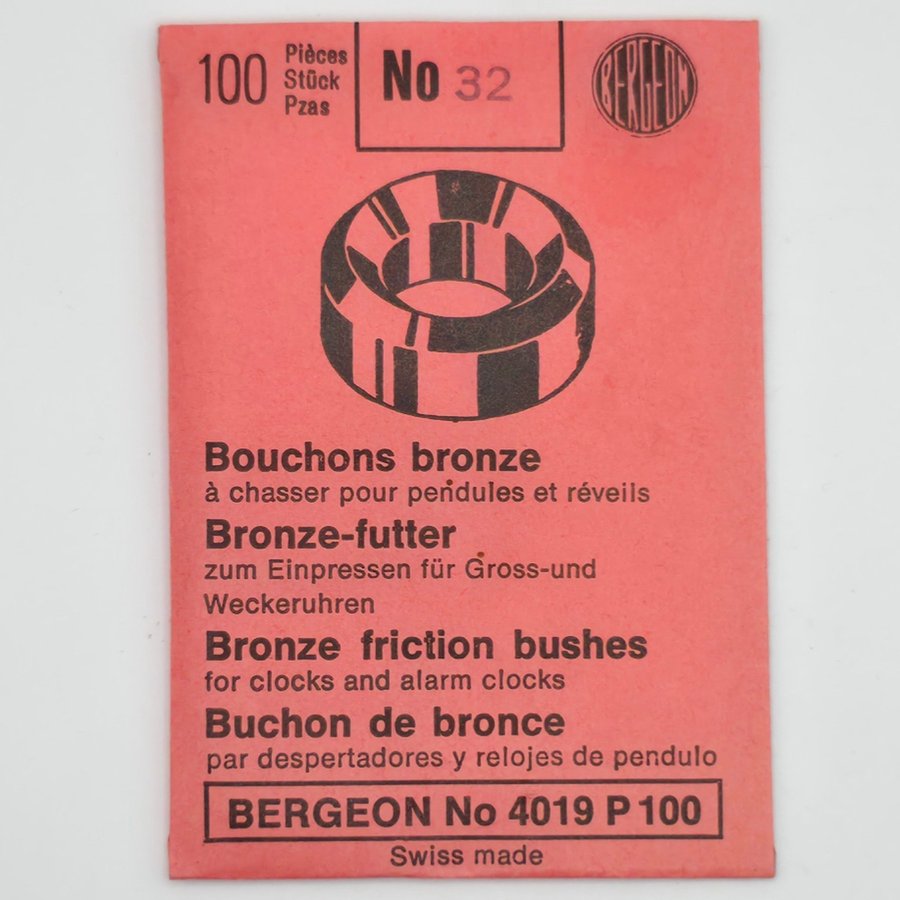 100 Pièces
Stück
Pzas
No 32
BERGEON
Bouchons bronze
à chasser pour pendules et réveils
Bronze-futter
zum Einpressen für Gross-und
Weckeruhren
Bronze friction bushes
for clocks and alarm clocks
Buchon de bronce
par despertadores y relojes de pendulo
BERGEON No 4019 P 100
Swiss made